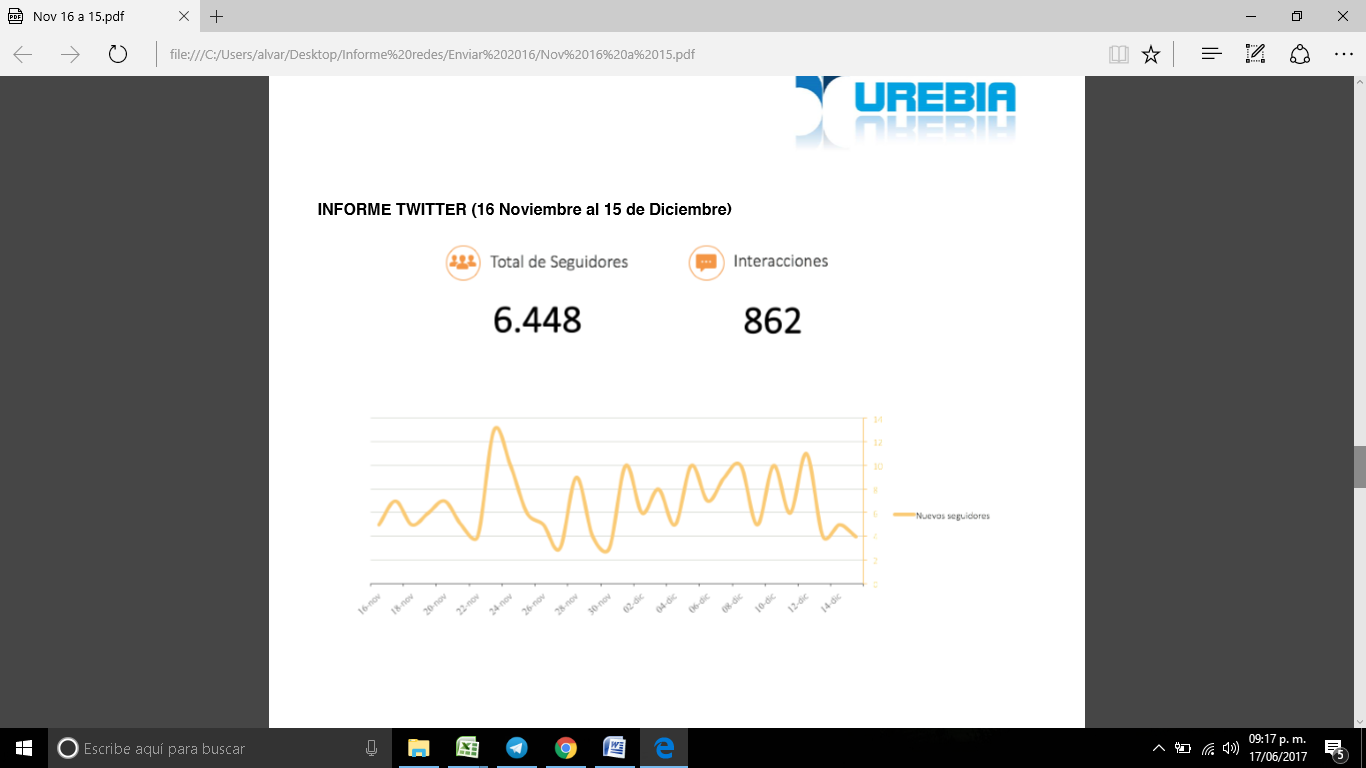 Nov 16 a 15.pdf
file:///C:/Users/alvar/Desktop/Informe%20redes/Enviar%202016/Nov%2016%20a%2015.pdf
UREBIA
INFORME TWITTER (16 Noviembre al 15 de Diciembre)
Total de Seguidores
Interacciones
6.448
862
14
12
10
8
6
4
2
0
Nuevos seguidores
16-nov 18-nov 20-nov 22-nov 24-nov 26-nov 28-nov 30-nov 02-dic 04-dic 06-dic 08-dic 10-dic 12-dic 14-dic
Escribe aquí para buscar
09:17 p. m.
17/06/2017
5